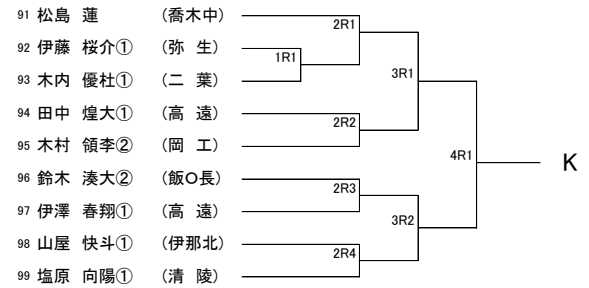 91 松島 蓮 (喬木中)
2R1
92 伊藤 桜介① (弥 生)
1R1
93 木内 優杜① (二 葉)
3R1
94 田中 煌大① (高 遠)
2R2
95 木村 領李② (岡 工)
4R1 K
96 鈴木 湊大② (飯O長)
2R3
97 伊澤 春翔① (高 遠)
3R2
98 山屋 快斗① (伊那北)
2R4
99 塩原 向陽① (清 陵)